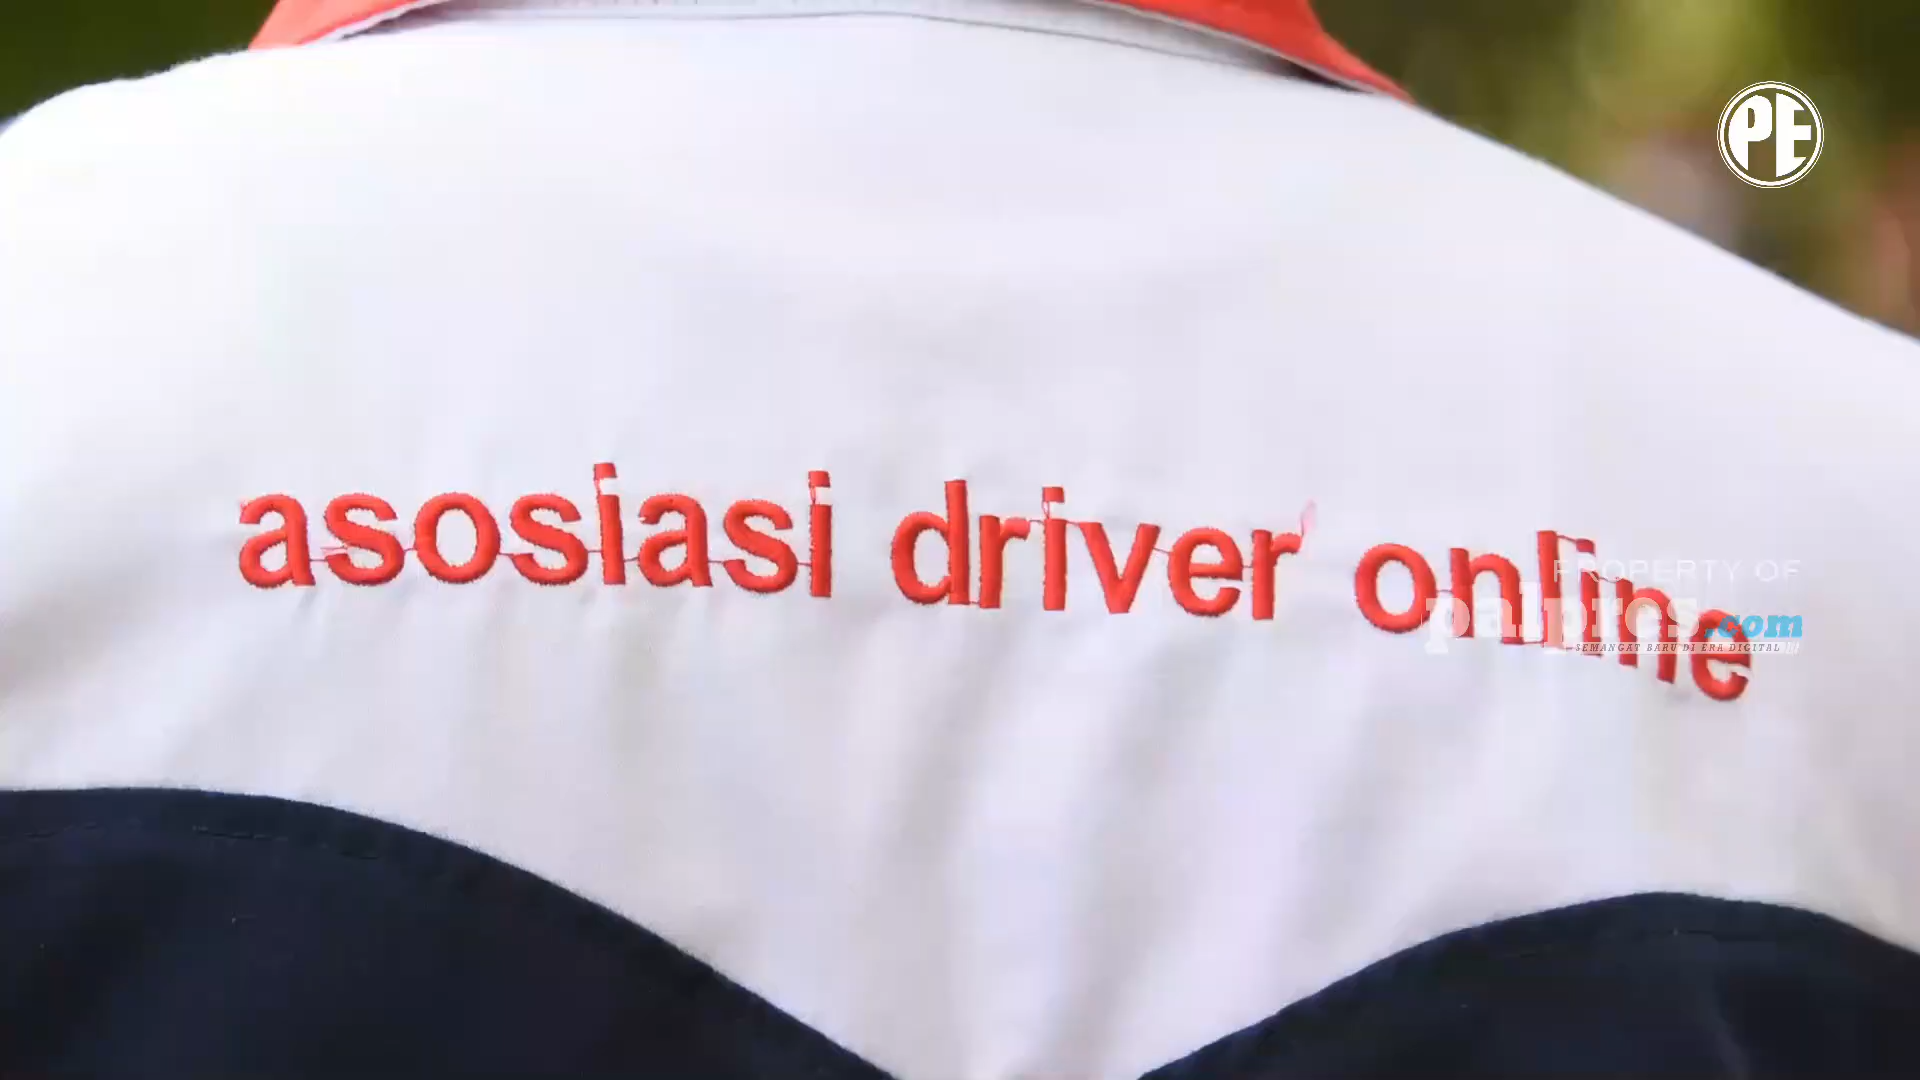 PE
asosiasi driver online
PROPERTY OF
palpres.com
SEMANGAT BARU DI ERA DIGITAL